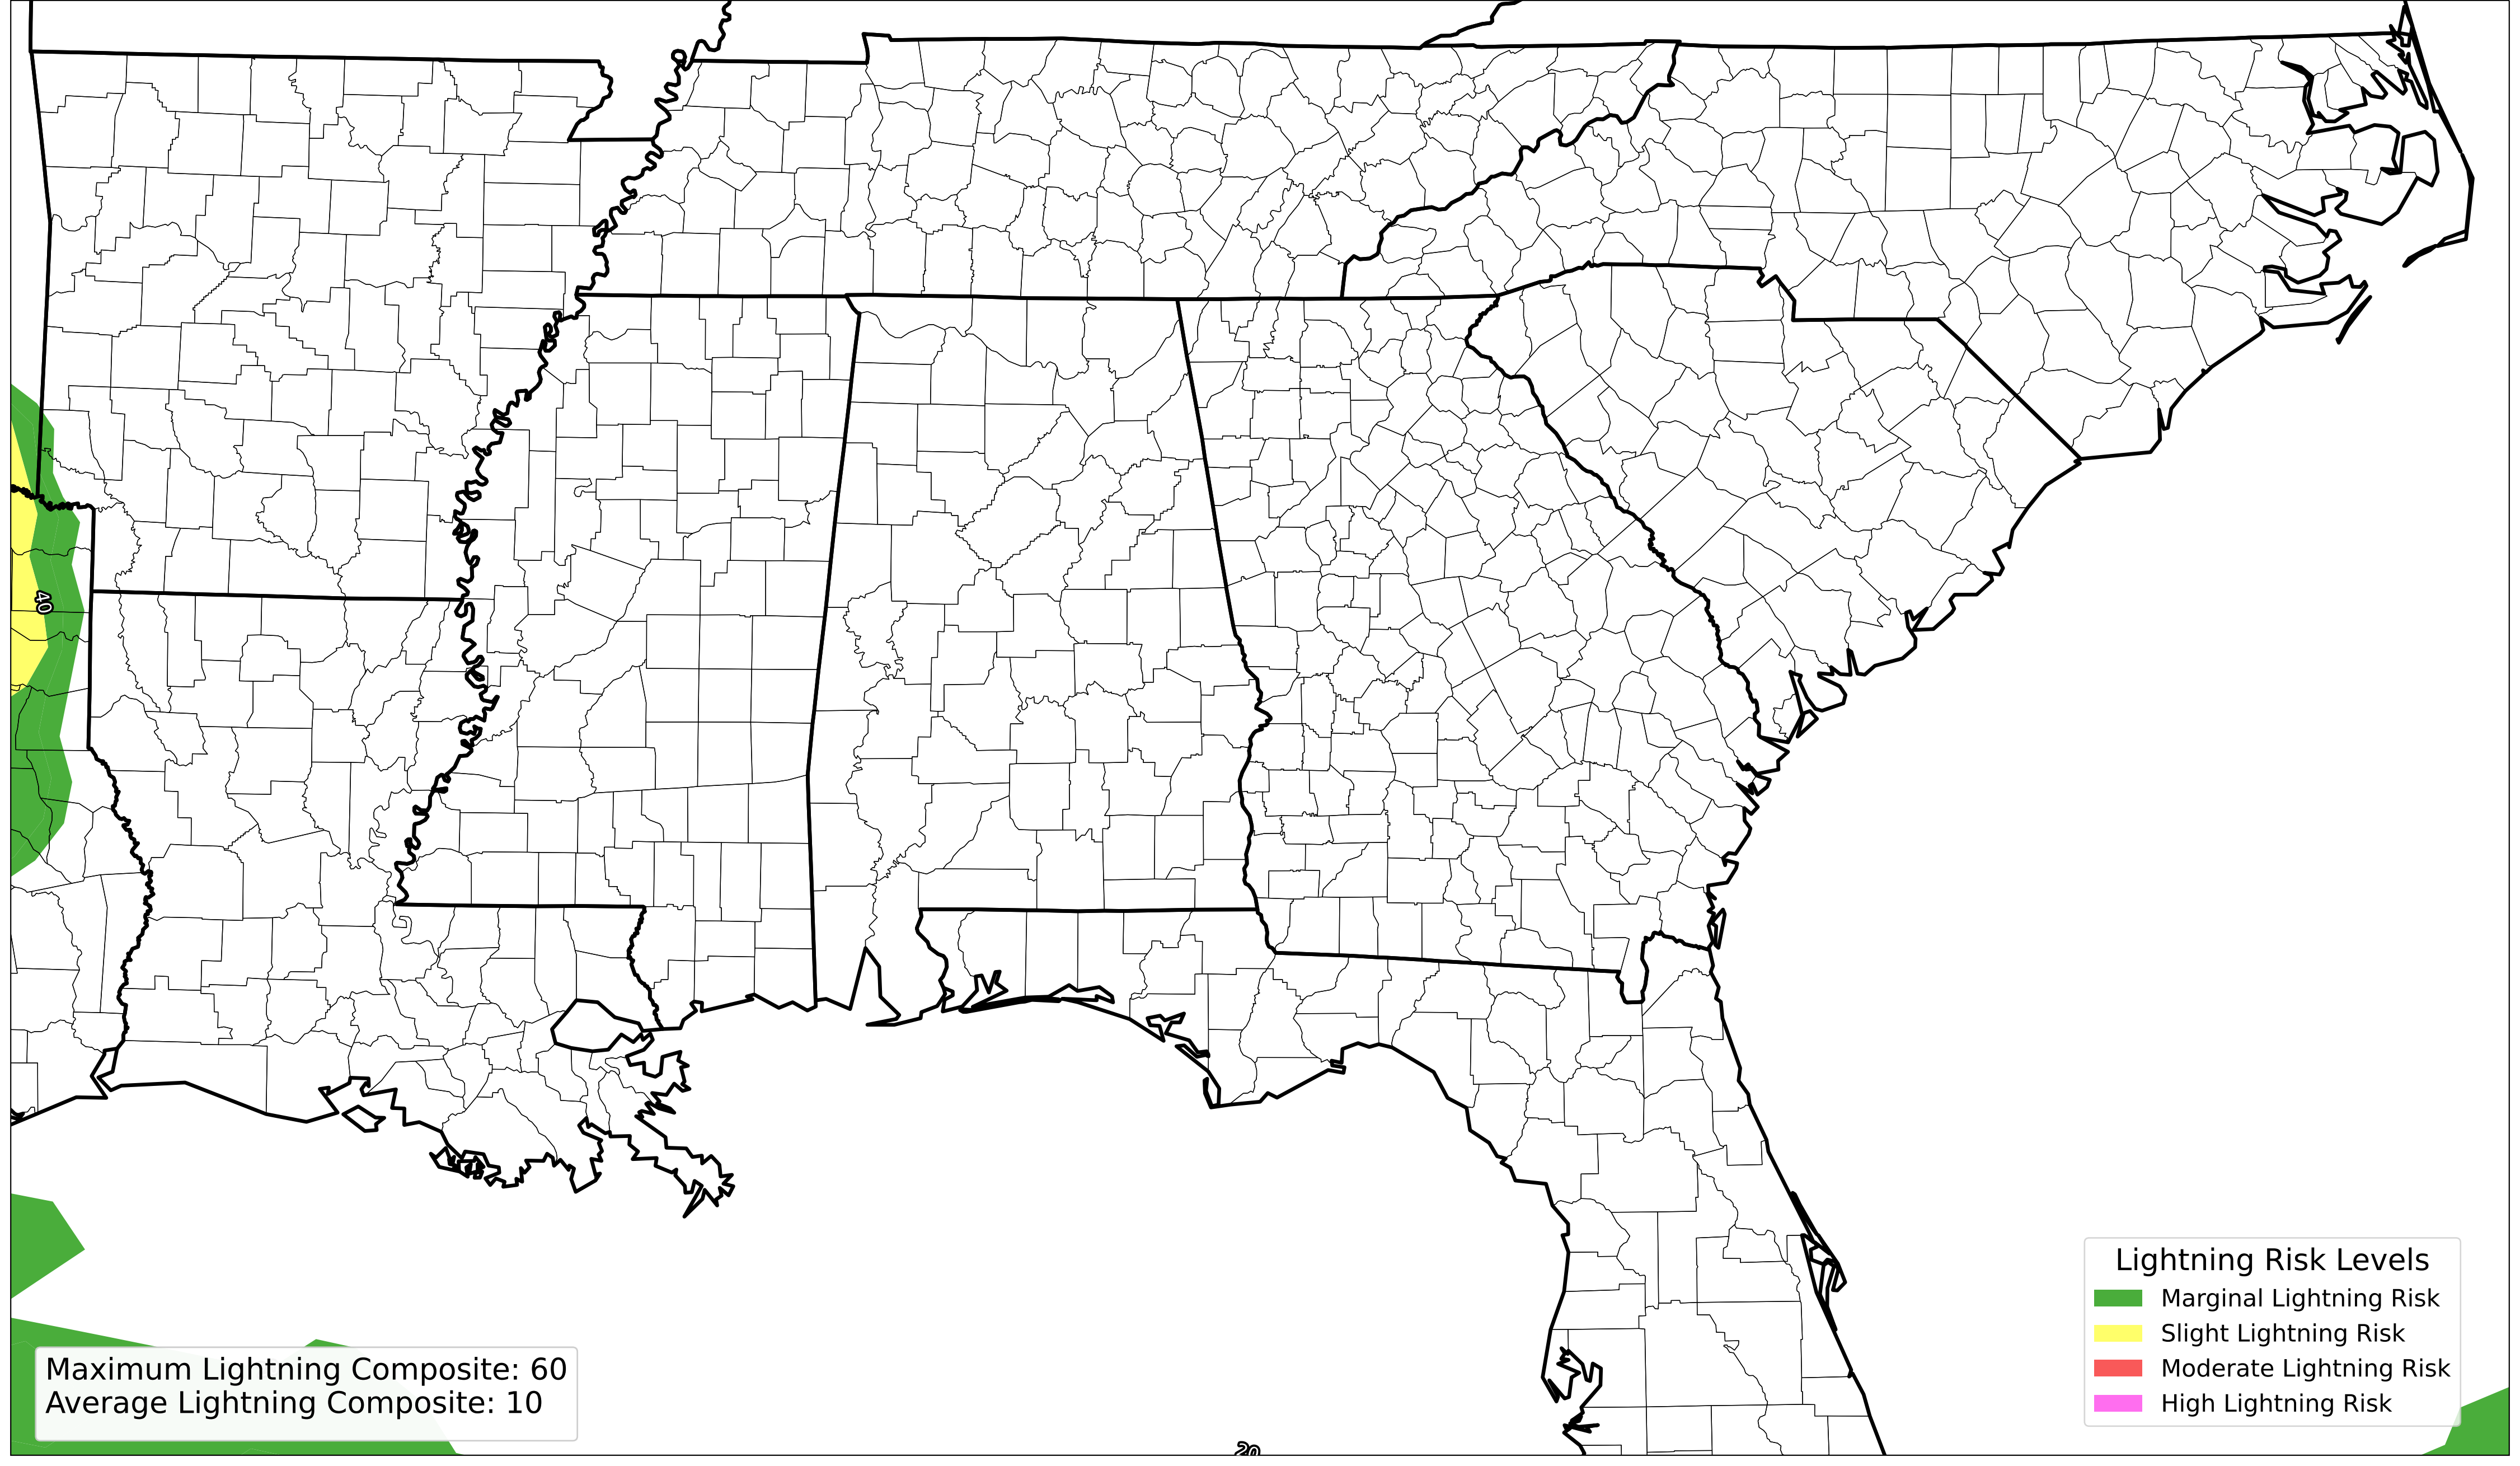 40
Maximum Lightning Composite: 60
Average Lightning Composite: 10
20
Lightning Risk Levels
Marginal Lightning Risk
Slight Lightning Risk
Moderate Lightning Risk
High Lightning Risk